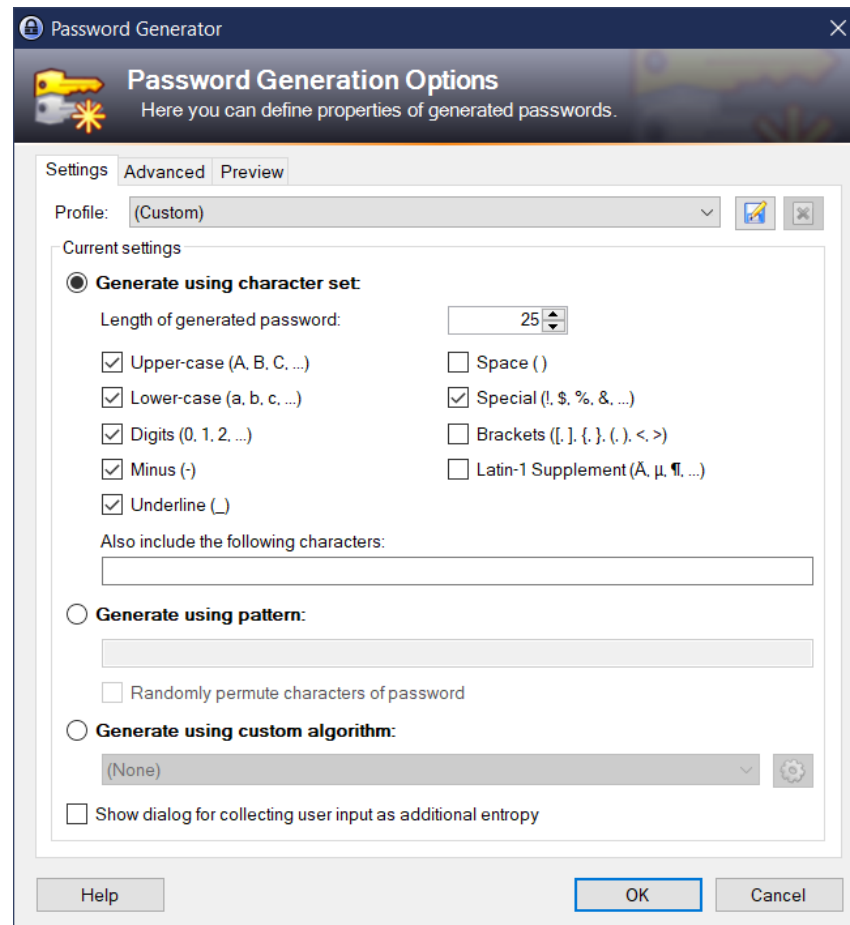 Password Generator
Password Generation Options
Here you can define properties of generated passwords.
Settings Advanced Preview
Profile: (Custom)
Current settings
Generate using character set:
Length of generated password: 25
Upper-case (A, B, C, ...) Space ( )
Lower-case (a, b, c, ...) Special (!, $, %, &, ...)
Digits (0, 1, 2, ...) Brackets ([, ], {, }, (, ), <, >)
Minus (-) Latin-1 Supplement (Ä, µ, ¶, ...)
Underline (_)
Also include the following characters:
Generate using pattern:
Randomly permute characters of password
Generate using custom algorithm:
(None)
Show dialog for collecting user input as additional entropy
Help OK Cancel